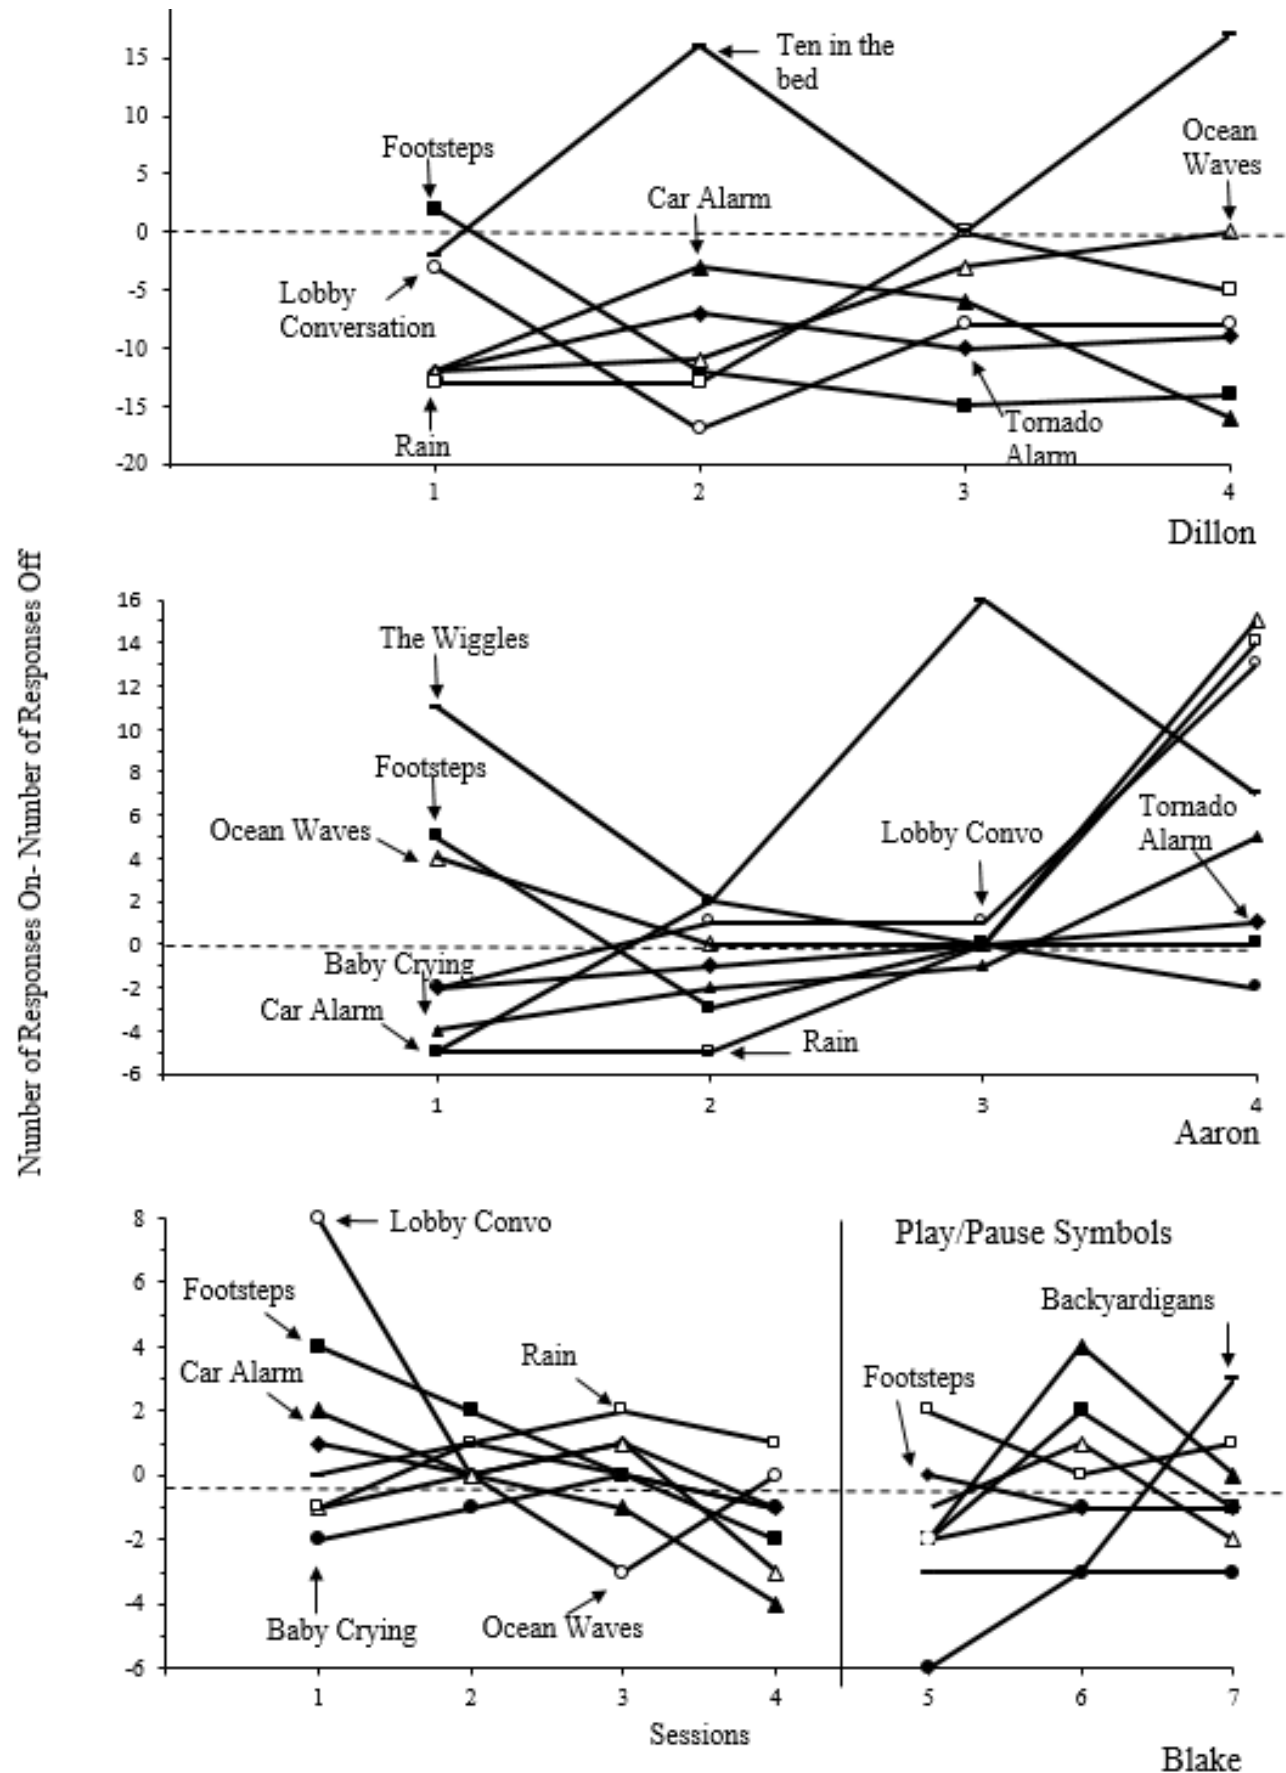 Number of Responses On- Number of Responses Off
15
10
5
0
-5
-10
-15
-20
Ten in the
bed
Footsteps
Ocean
Waves
Car Alarm
Lobby
Conversation
Rain
Tornado
Alarm
1 2 3 4
Dillon
16
14
12
10
8
6
4
2
0
-2
-4
-6
The Wiggles
Footsteps
Ocean Waves
Lobby Convo
Tornado
Alarm
Baby Crying
Car Alarm
Rain
1 2 3 4
Aaron
8
6
4
2
0
-2
-4
-6
Lobby Convo
Play/Pause Symbols
Footsteps
Backyardigans
Car Alarm
Rain
Footsteps
Baby Crying
Ocean Waves
1 2 3 4 5 6 7
Sessions
Blake